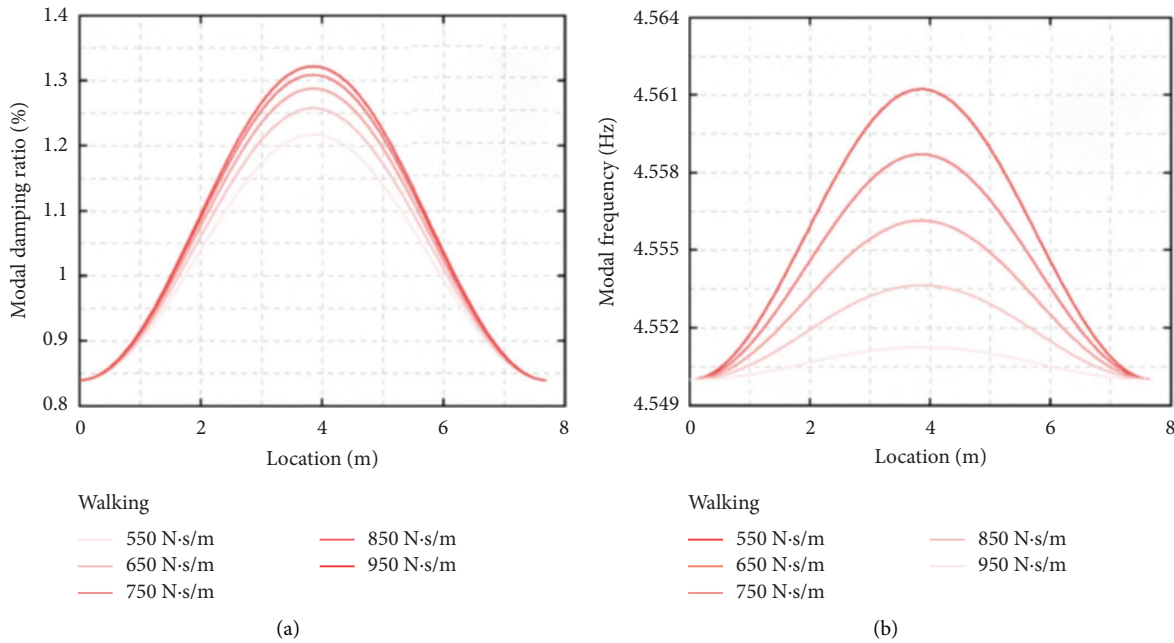 1.4
1.3
1.2
1.1
1
0.9
0.8
Modal damping ratio (%)
0 2 4 6 8
Location (m)
Walking
550 N·s/m
650 N·s/m
750 N·s/m
850 N·s/m
950 N·s/m
(a)
4.564
4.561
4.558
4.555
4.552
4.549
Modal frequency (Hz)
0 2 4 6 8
Location (m)
Walking
550 N·s/m
650 N·s/m
750 N·s/m
850 N·s/m
950 N·s/m
(b)